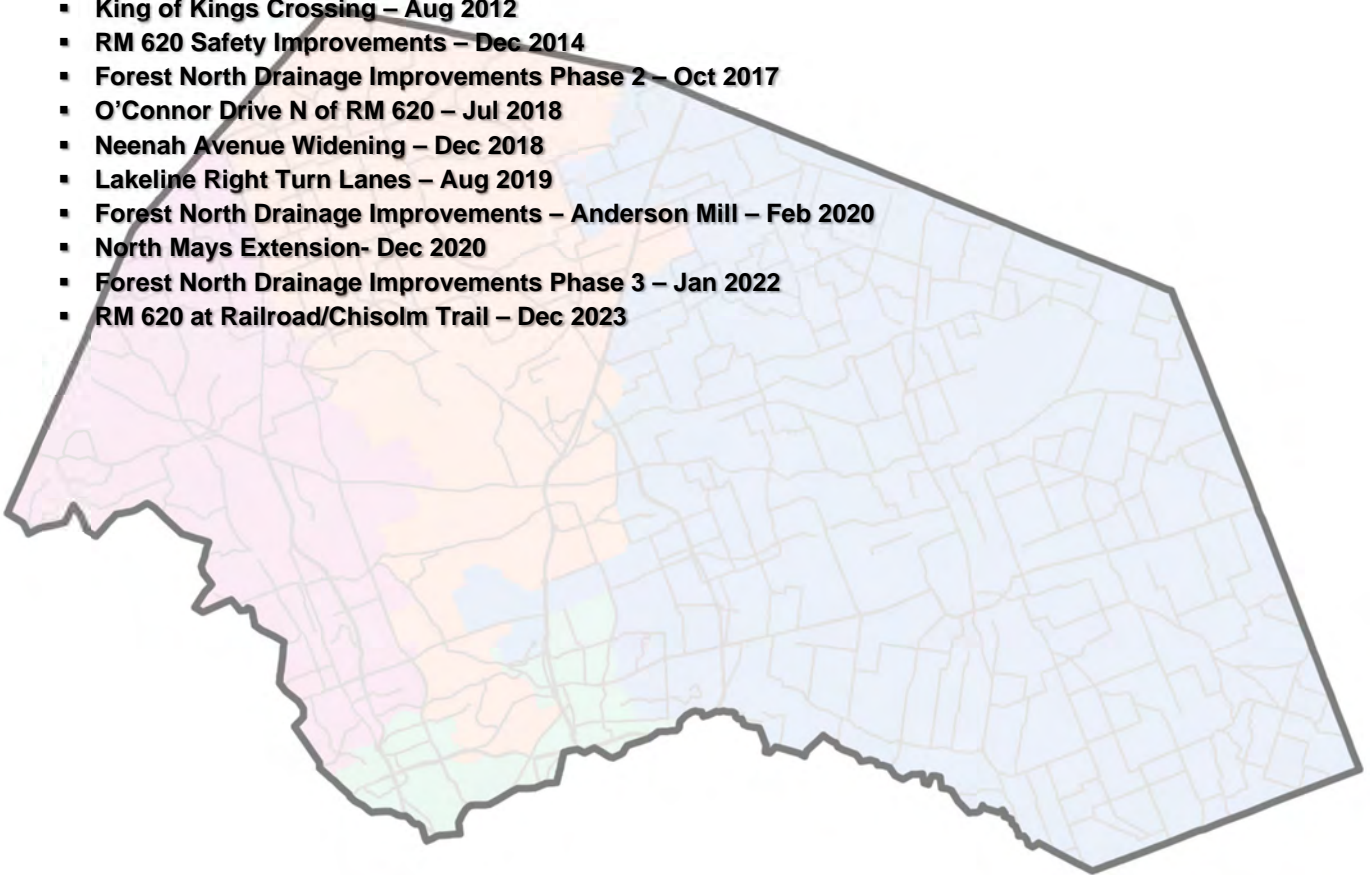 ▪ King of Kings Crossing – Aug 2012
▪ RM 620 Safety Improvements – Dec 2014
▪ Forest North Drainage Improvements Phase 2 – Oct 2017
▪ O’Connor Drive N of RM 620 – Jul 2018
▪ Neenah Avenue Widening – Dec 2018
▪ Lakeline Right Turn Lanes – Aug 2019
▪ Forest North Drainage Improvements – Anderson Mill – Feb 2020
▪ North Mays Extension- Dec 2020
▪ Forest North Drainage Improvements Phase 3 – Jan 2022
▪ RM 620 at Railroad/Chisolm Trail – Dec 2023